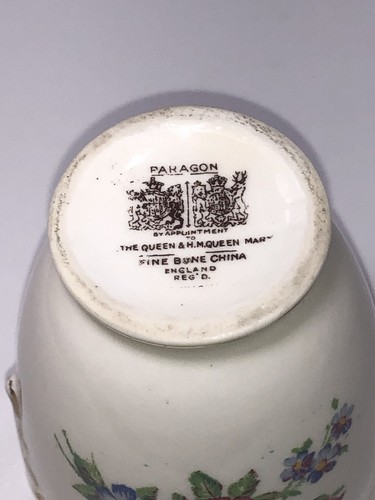 PARAGON
BY APPOINTMENT
TO
THE QUEEN & H.M. QUEEN MARY
FINE BONE CHINA
ENGLAND
REG'D.